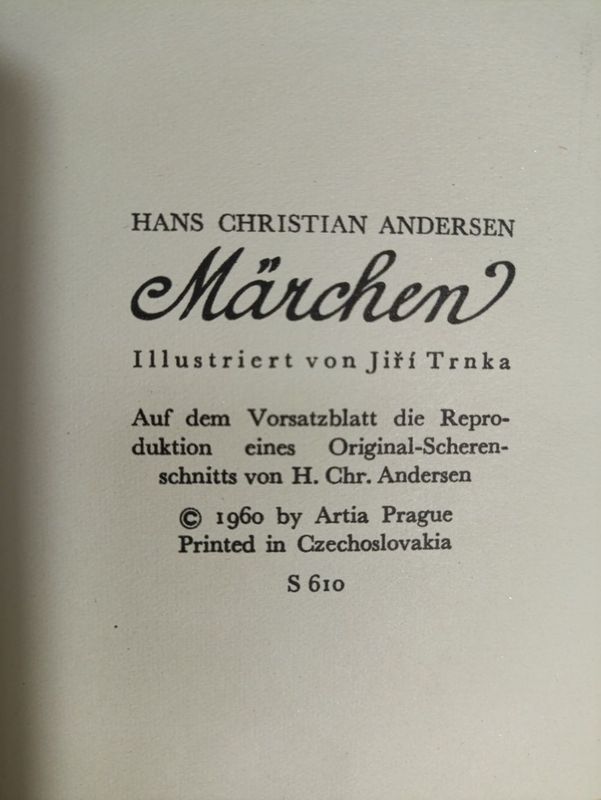 HANS CHRISTIAN ANDERSEN
Märchen
Illustriert von Jiří Trnka
Auf dem Vorsatzblatt die Repro-
duktion eines Original-Scheren-
schnitts von H. Chr. Andersen
© 1960 by Artia Prague
Printed in Czechoslovakia
S 610